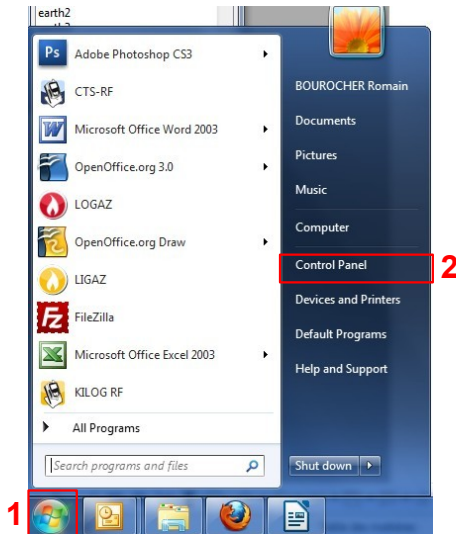 earth2
Ps Adobe Photoshop CS3
CTS-RF
Microsoft Office Word 2003
OpenOffice.org 3.0
LOGAZ
OpenOffice.org Draw
LIGAZ
FileZilla
Microsoft Office Excel 2003
KILOG RF
All Programs
Search programs and files
BOUROCHER Romain
Documents
Pictures
Music
Computer
Control Panel
2
Devices and Printers
Default Programs
Help and Support
Shut down
1